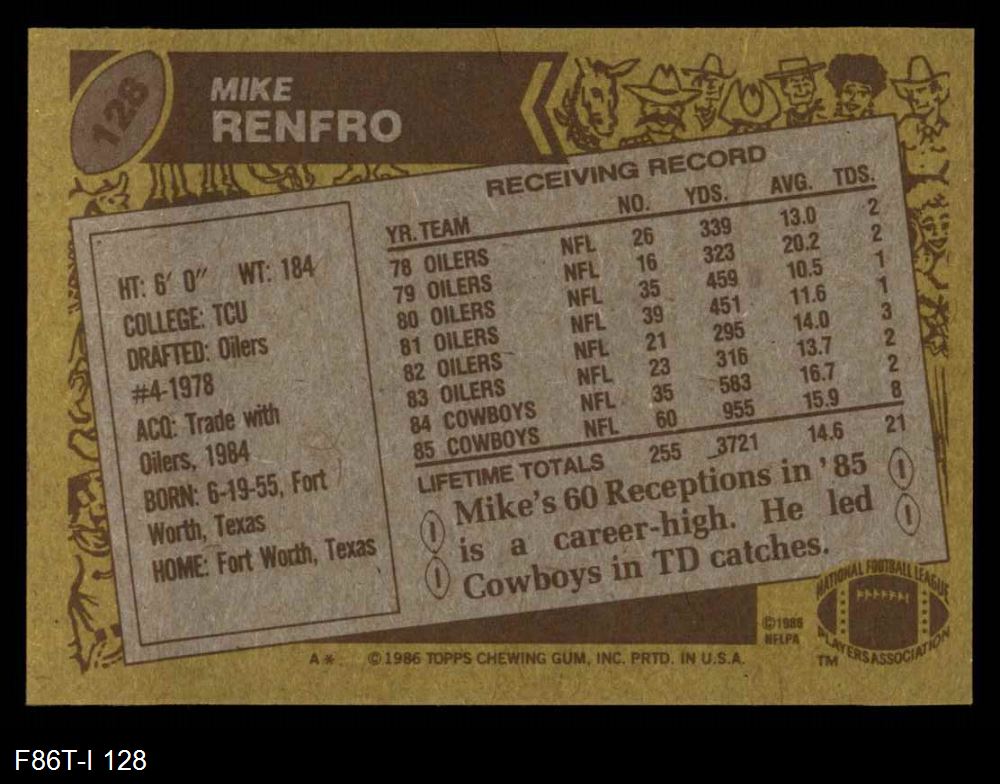 128
MIKE
RENFRO
RECEIVING RECORD
YR. TEAM NO. YDS. AVG. TDS.
78 OILERS NFL 26 339 13.0 2
79 OILERS NFL 16 323 20.2 2
80 OILERS NFL 35 459 10.5 1
81 OILERS NFL 39 451 11.6 1
82 OILERS NFL 21 295 14.0 3
83 OILERS NFL 23 316 13.7 2
84 COWBOYS NFL 35 583 16.7 2
85 COWBOYS NFL 60 955 15.9 8
LIFETIME TOTALS 255 3721 14.6 21
HT: 6' 0" WT: 184
COLLEGE: TCU
DRAFTED: Oilers
#4-1978
ACQ: Trade with
Oilers, 1984
BORN: 6-19-55, Fort
Worth, Texas
HOME: Fort Worth, Texas
Mike's 60 Receptions in '85
is a career-high. He led
Cowboys in TD catches.
©1986
NFLPA
NATIONAL FOOTBALL LEAGUE
PLAYERS ASSOCIATION
TM
A* ©1986 TOPPS CHEWING GUM, INC. PRTD. IN U.S.A.
F86T-I 128